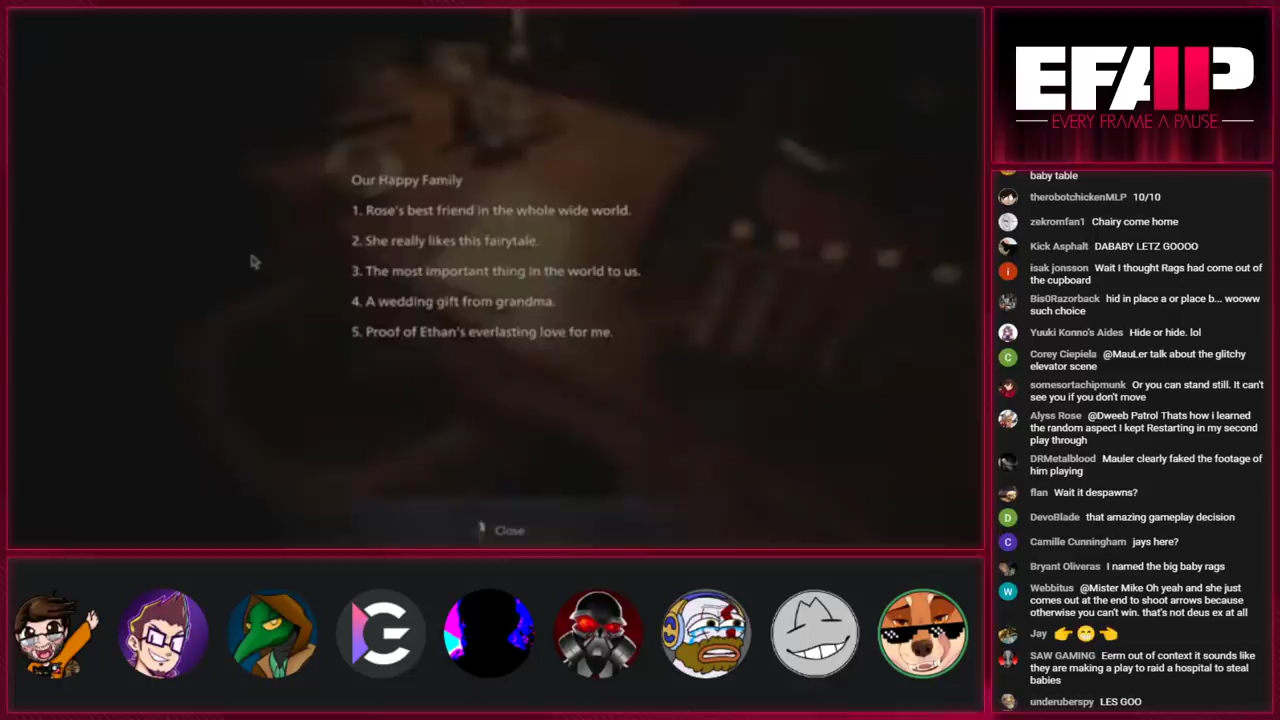 Our Happy Family
1. Rose's best friend in the whole wide world.
2. She really likes this fairytale.
3. The most important thing in the world to us.
4. A wedding gift from grandma.
5. Proof of Ethan's everlasting love for me.
Close
EFAP
EVERY FRAME A PAUSE
baby table
therobotchickenMLP 10/10
zekromfan1 Chairy come home
Kick Asphalt DABABY LETZ GOOOO
isak jonsson Wait I thought Rags had come out of
the cupboard
Bis0Razorback hid in place a or place b... wooww
such choice
Yuuki Konno's Aides Hide or hide. lol
Corey Ciepiela @MauLer talk about the glitchy
elevator scene
somesortachipmunk Or you can stand still. It can't
see you if you don't move
Alyss Rose @Dweeb Patrol Thats how i learned
the random aspect I kept Restarting in my second
play through
DRMetalblood Mauler clearly faked the footage of
him playing
flan Wait it despawns?
DevoBlade that amazing gameplay decision
Camille Cunningham jays here?
Bryant Oliveras I named the big baby rags
Webbitus @Mister Mike Oh yeah and she just
comes out at the end to shoot arrows because
otherwise you can't win. that's not deus ex at all
Jay 👉😁👈
SAW GAMING Eerm out of context it sounds like
they are making a play to raid a hospital to steal
babies
underuberspy LES GOO